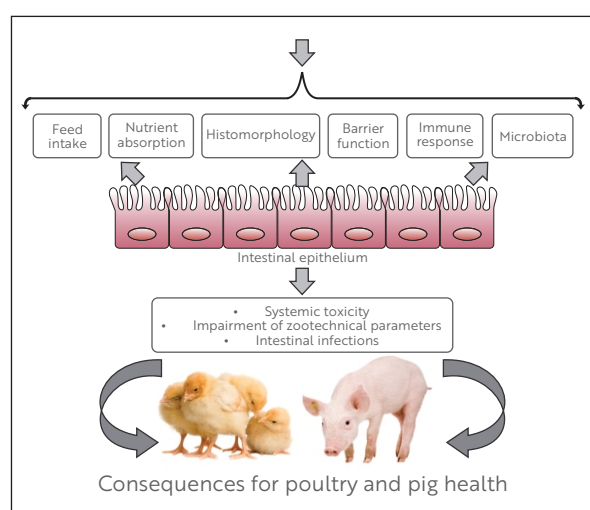 Feed
intake
Nutrient
absorption
Histomorphology
Barrier
function
Immune
response
Microbiota
Intestinal epithelium
• Systemic toxicity
• Impairment of zootechnical parameters
• Intestinal infections
Consequences for poultry and pig health